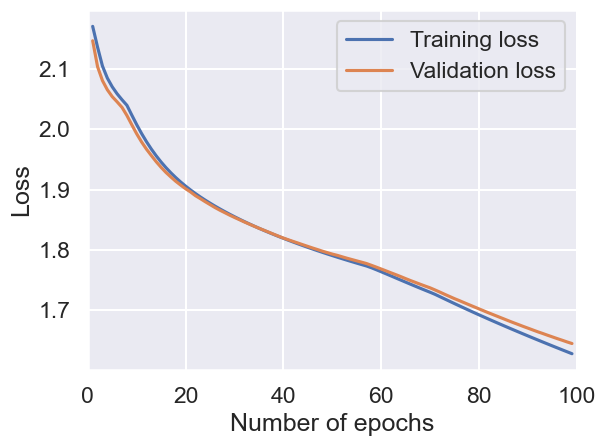 Training loss
Validation loss
2.1
2.0
1.9
1.8
1.7
Loss
0 20 40 60 80 100
Number of epochs